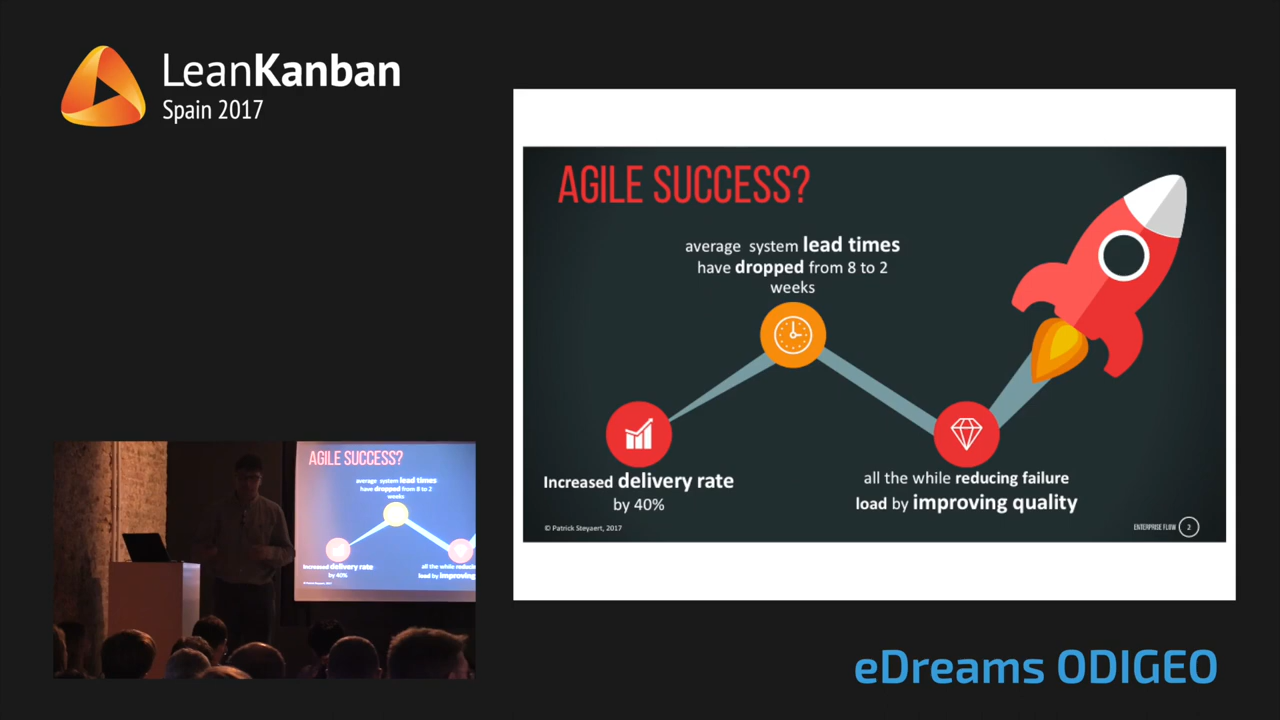 LeanKanban
Spain 2017
AGILE SUCCESS?
average system lead times
have dropped from 8 to 2
weeks
Increased delivery rate
by 40%
all the while reducing failure
load by improving quality
© Patrick Steyaert, 2017
ENTERPRISE FLOW 2
AGILE SUCCESS?
average system lead times
have dropped from 8 to 2
weeks
Increased delivery rate
by 40%
all the while reducing
load by improving
eDreams ODIGEO